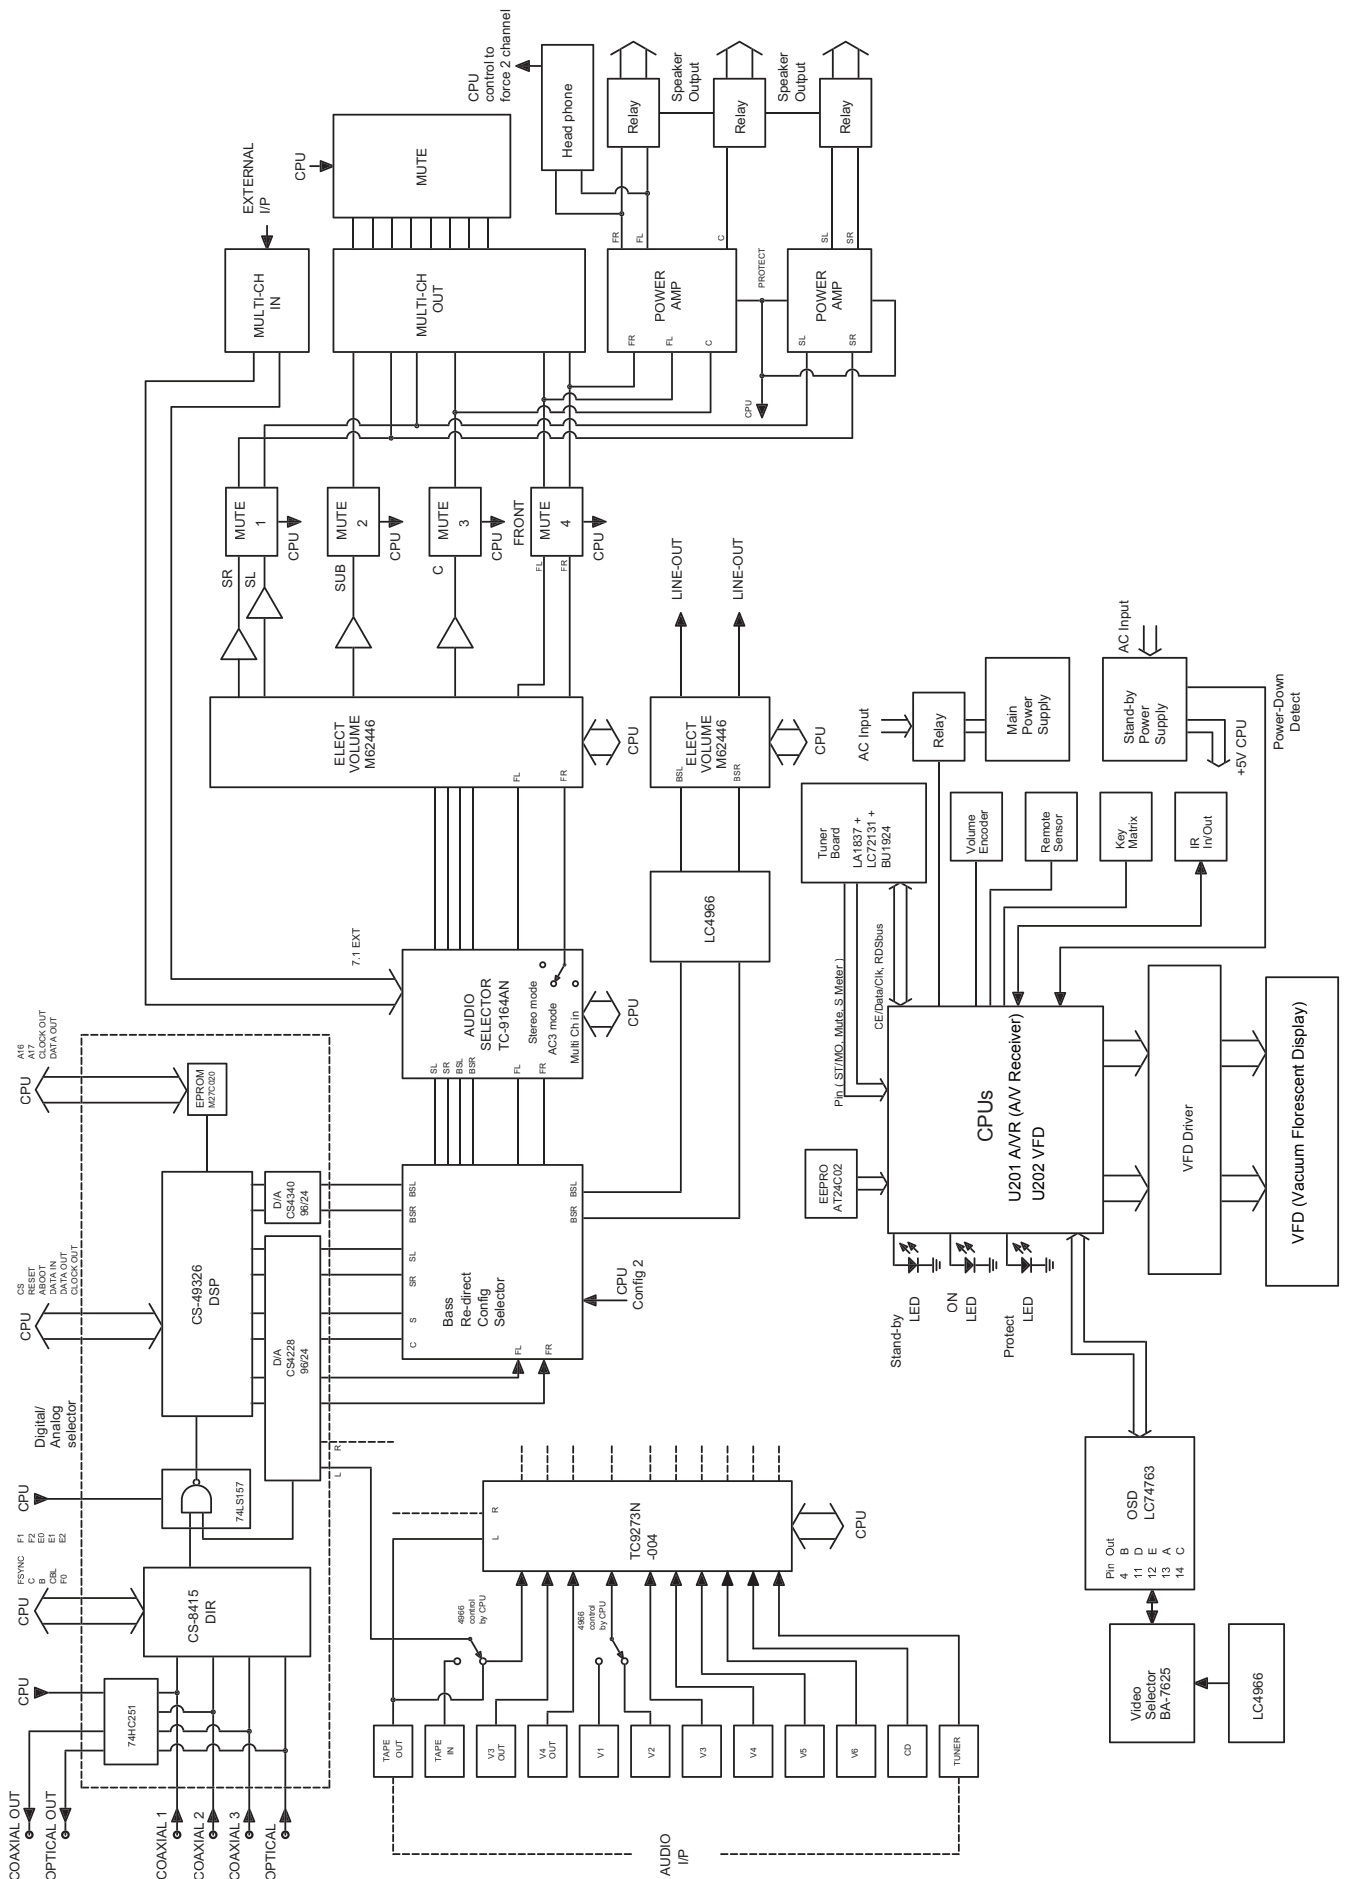 COAXIAL OUT
OPTICAL OUT
COAXIAL 1
COAXIAL 2
COAXIAL 3
OPTICAL
CPU
74HC251
CPU
FSYNC
C
B
CBL
F0
F1
F2
E0
E1
E2
CS-8415
DIR
CPU
74LS157
Digital/
Analog
selector
CPU
CS
RESET
ABOOT
DATA IN
DATA OUT
CLOCK OUT
CS-49326
DSP
D/A
CS4228
96/24
D/A
CS4340
96/24
L
R
CPU
A16
A17
CLOCK OUT
DATA OUT
EPROM
M27C020
C
S
SR
SL
BSR
BSL
Bass
Re-direct
Config
Selector
FL
FR
BSR
BSL
CPU
Config 2
7.1 EXT
AUDIO
SELECTOR
TC-9164AN
SL
SR
BSL
BSR
FL
FR
Stereo mode
AC3 mode
Multi Ch in
CPU
ELECT
VOLUME
M62446
FL
FR
CPU
LC4966
ELECT
VOLUME
M62446
BSL
BSR
CPU
LINE-OUT
LINE-OUT
SR
SL
SUB
C
FRONT
FL
FR
MUTE
1
CPU
MUTE
2
CPU
MUTE
3
CPU
MUTE
4
CPU
EXTERNAL
I/P
MULTI-CH
IN
MULTI-CH
OUT
CPU
MUTE
POWER
AMP
FR
FL
C
FR
FL
C
PROTECT
CPU
POWER
AMP
SL
SR
SL
SR
CPU
control to
force 2 channel
Head phone
Relay
Speaker
Output
Relay
Speaker
Output
Relay
AUDIO
I/P
TAPE
OUT
TAPE
IN
V3
OUT
V4
OUT
V1
V2
V3
V4
V5
V6
CD
TUNER
4966
control
by CPU
4966
control
by CPU
L
R
TC9273N
-004
CPU
Tuner
Board
LA1837 +
LC72131 +
BU1924
Pin ( ST/MO, Mute, S Meter )
CE/Data/Clk, RDSbus
AC Input
Relay
Main
Power
Supply
AC Input
Stand-by
Power
Supply
+5V CPU
Power-Down
Detect
Volume
Encoder
Remote
Sensor
Key
Matrix
IR
In/Out
EEPRO
AT24C02
CPUs
U201 A/VR (A/V Receiver)
U202 VFD
Stand-by
LED
ON
LED
Protect
LED
VFD Driver
VFD (Vacuum Florescent Display)
OSD
LC74763
Pin Out
4 B
11 D
12 E
13 A
14 C
Video
Selector
BA-7625
LC4966